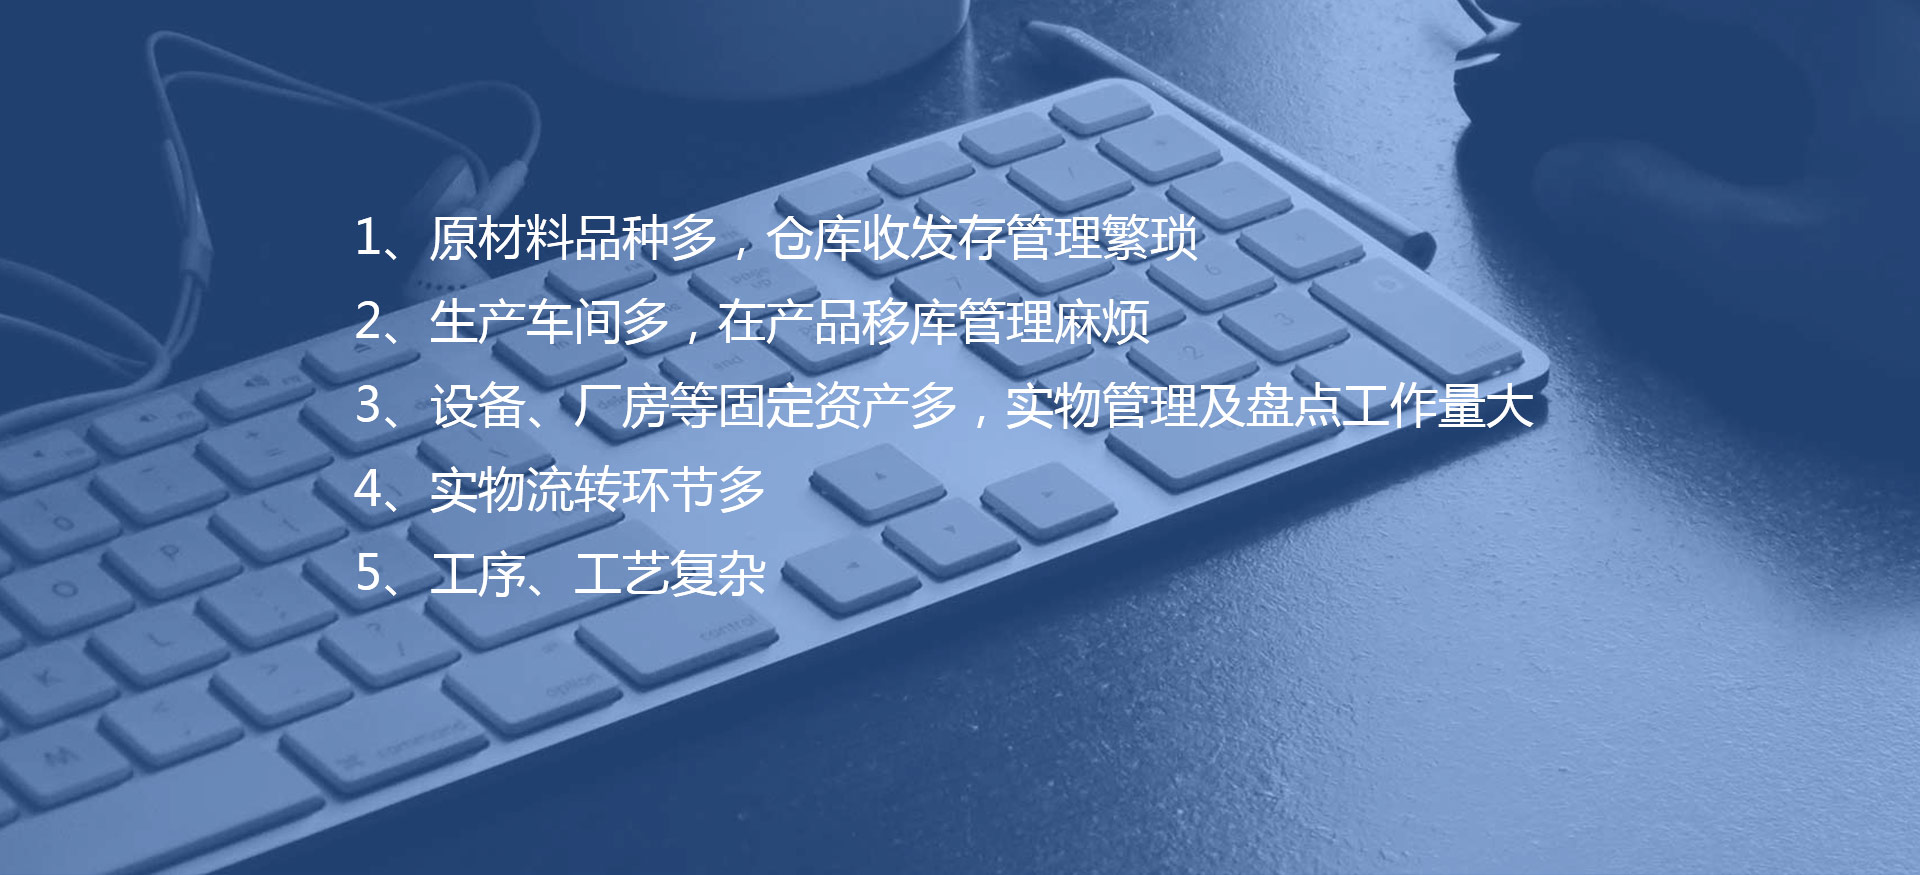 1、原材料品种多，仓库收发存管理繁琐
2、生产车间多，在产品移库管理麻烦
3、设备、厂房等固定资产多，实物管理及盘点工作量大
4、实物流转环节多
5、工序、工艺复杂